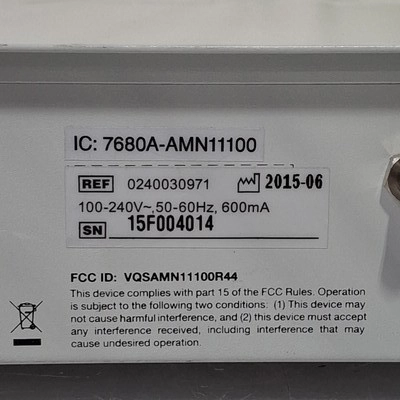 IC: 7680A-AMN11100
REF 0240030971 2015-06
100-240V~, 50-60Hz, 600mA
SN 15F004014
FCC ID: VQSAMN11100R44
This device complies with part 15 of the FCC Rules. Operation
is subject to the following two conditions: (1) This device may
not cause harmful interference, and (2) this device must accept
any interference received, including interference that may
cause undesired operation.